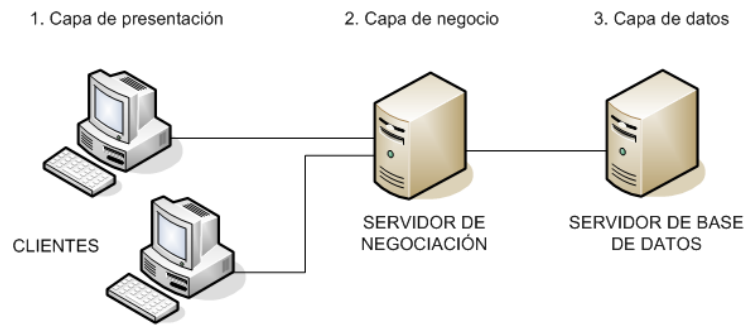 1. Capa de presentación
2. Capa de negocio
3. Capa de datos
CLIENTES
SERVIDOR DE
NEGOCIACIÓN
SERVIDOR DE BASE
DE DATOS